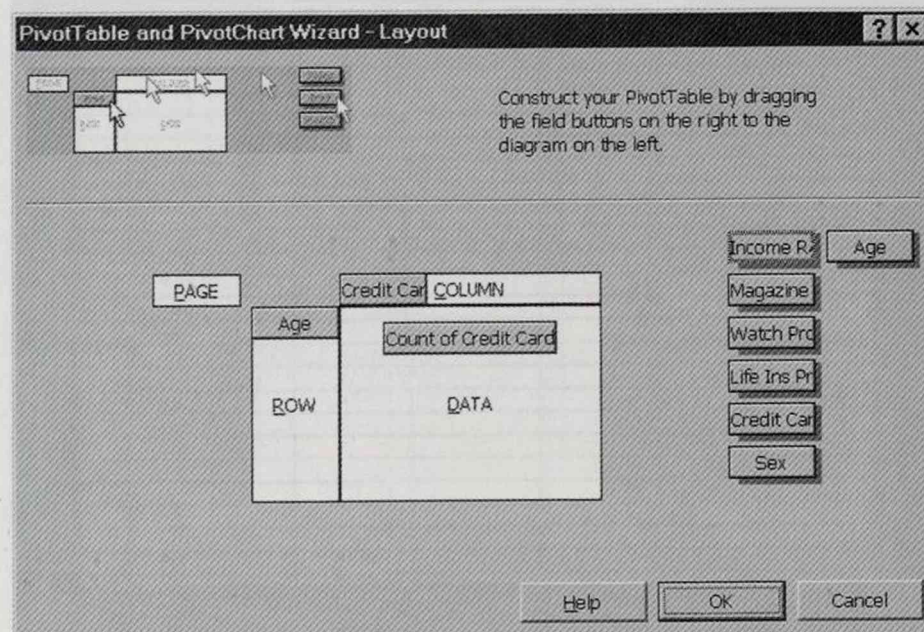 PivotTable and PivotChart Wizard - Layout
Construct your PivotTable by dragging
the field buttons on the right to the
diagram on the left.
PAGE
Credit Car COLUMN
Age
Count of Credit Card
ROW
DATA
Income R
Age
Magazine
Watch Pro
Life Ins Pr
Credit Car
Sex
Help
OK
Cancel